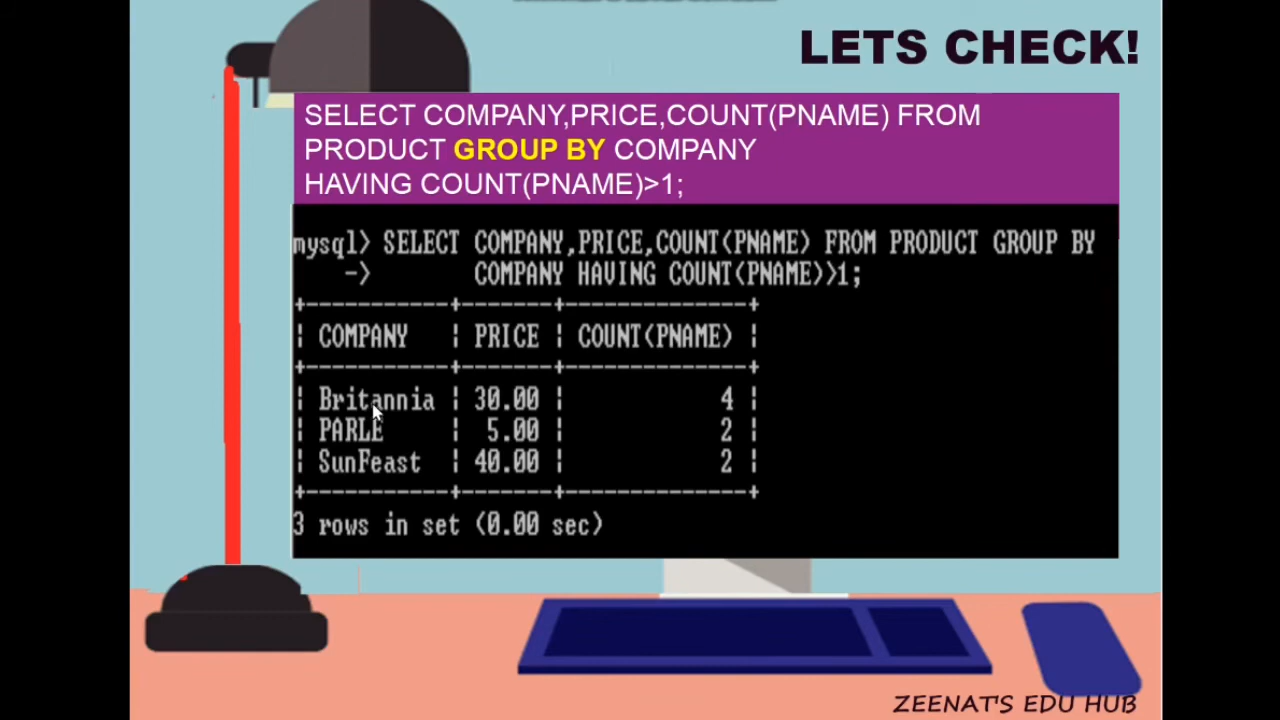 LETS CHECK!
SELECT COMPANY,PRICE,COUNT(PNAME) FROM
PRODUCT GROUP BY COMPANY
HAVING COUNT(PNAME)>1;
mysql> SELECT COMPANY,PRICE,COUNT(PNAME) FROM PRODUCT GROUP BY
-> COMPANY HAVING COUNT(PNAME)>1;
+-----------+-------+--------------+
| COMPANY | PRICE | COUNT(PNAME) |
+-----------+-------+--------------+
| Britannia | 30.00 | 4 |
| PARLE | 5.00 | 2 |
| SunFeast | 40.00 | 2 |
+-----------+-------+--------------+
3 rows in set (0.00 sec)
ZEENAT'S EDU HUB